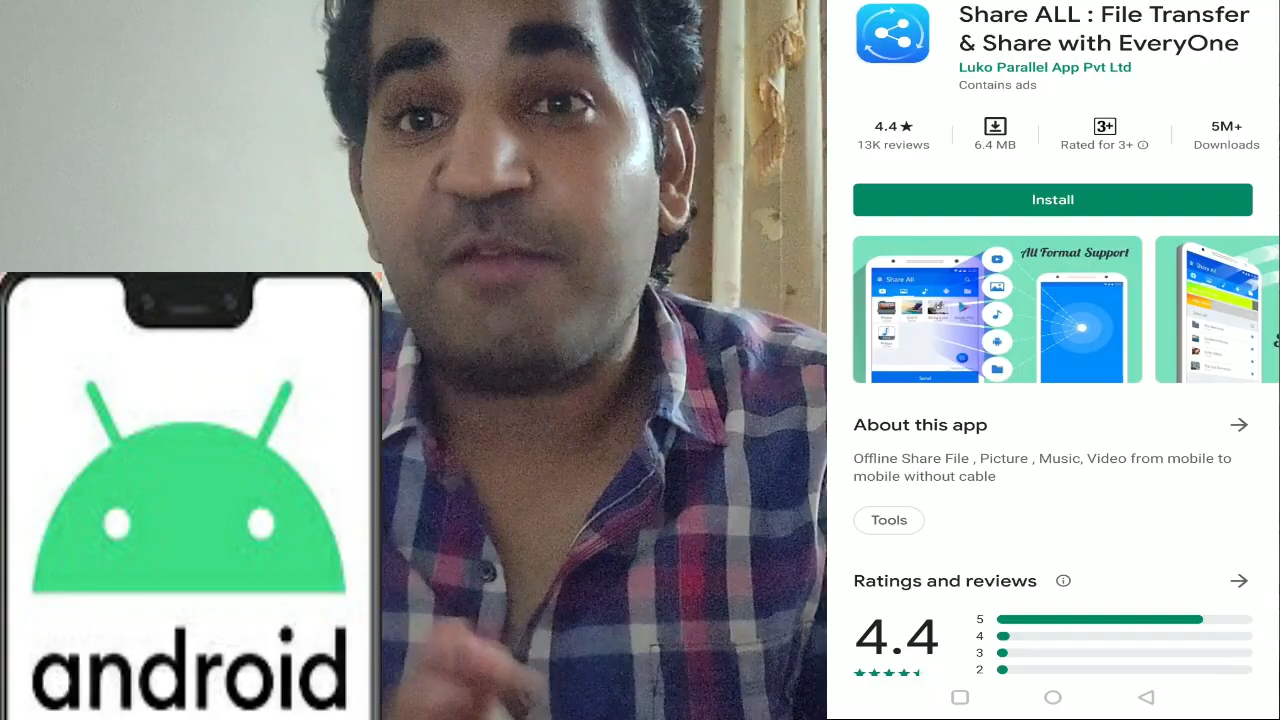 Share ALL : File Transfer
& Share with EveryOne
Luko Parallel App Pvt Ltd
Contains ads
4.4★
13K reviews
6.4 MB
3+
Rated for 3+
5M+
Downloads
Install
All Format Support
Share All
Send
Share All
About this app
Offline Share File , Picture , Music, Video from mobile to
mobile without cable
Tools
Ratings and reviews
4.4
5
4
3
2
android